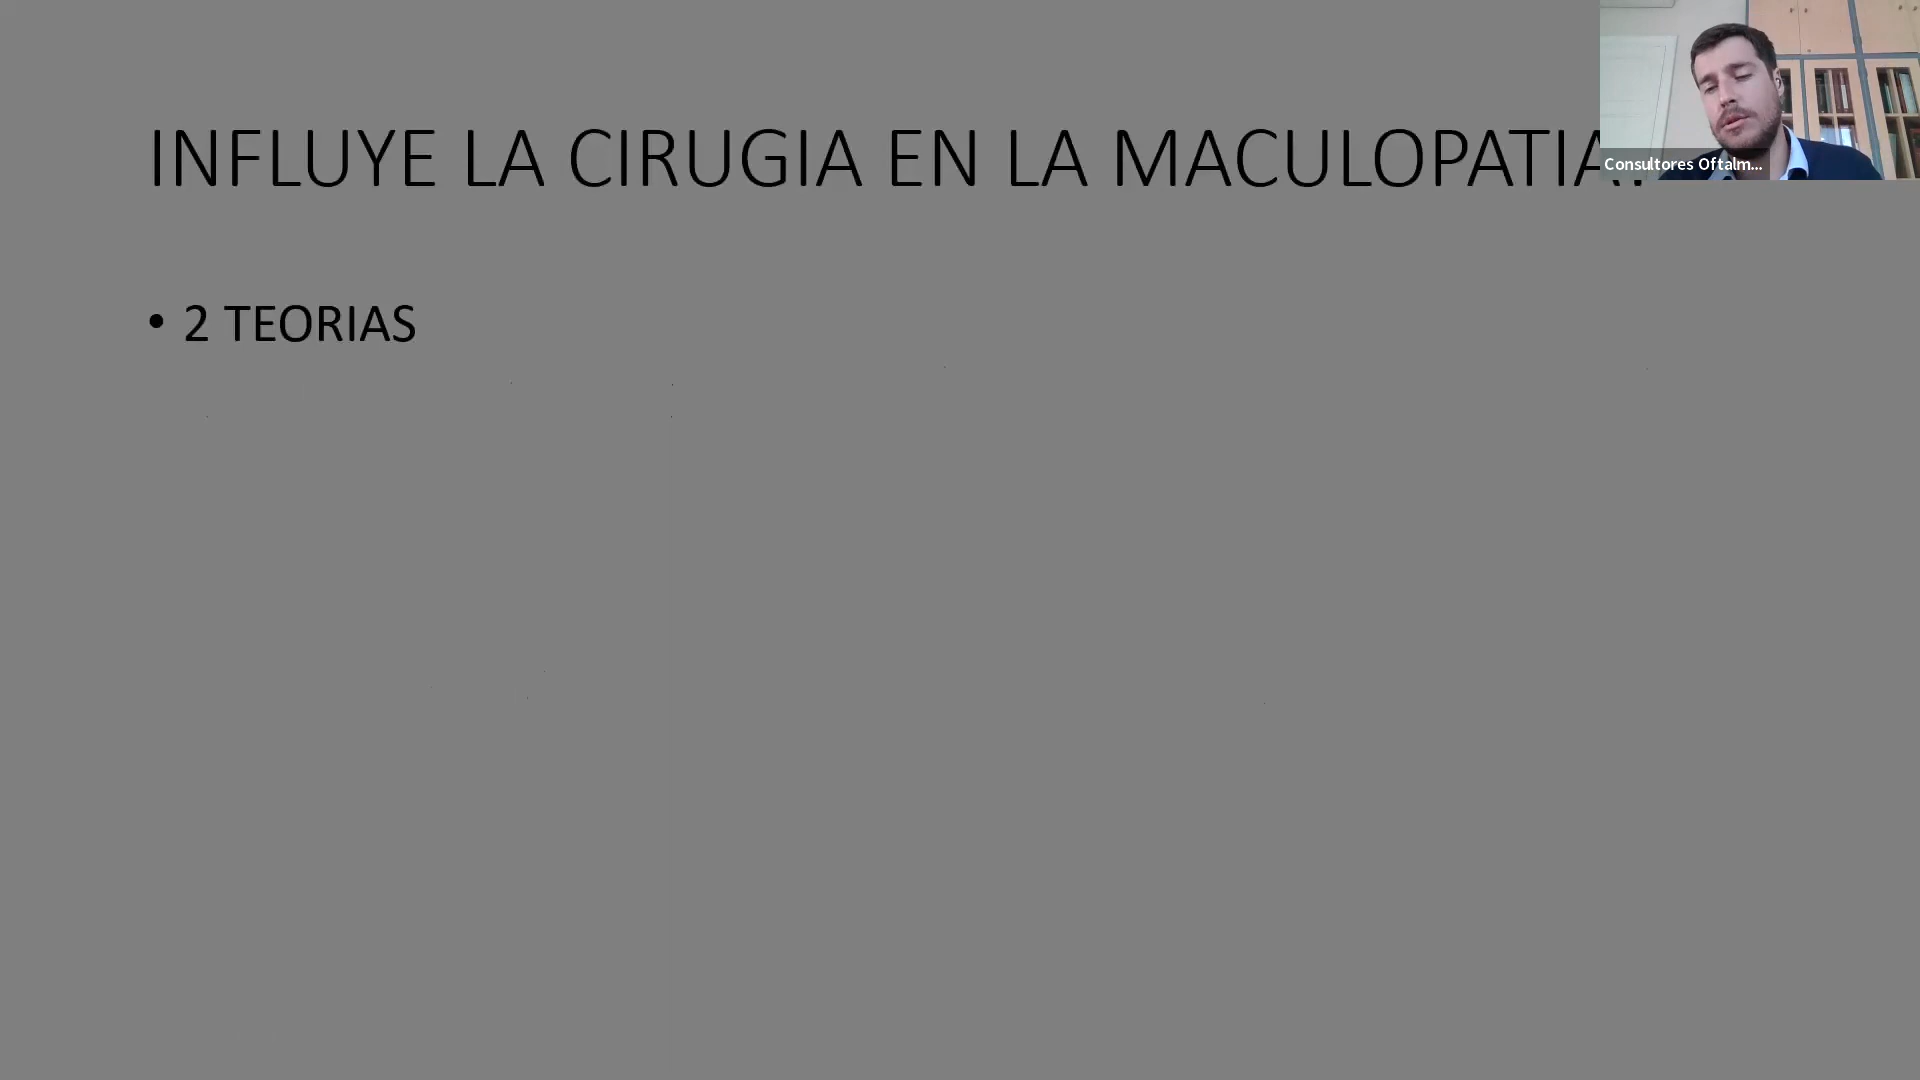 INFLUYE LA CIRUGIA EN LA MACULOPATIA
Consultores Oftalm...
• 2 TEORIAS